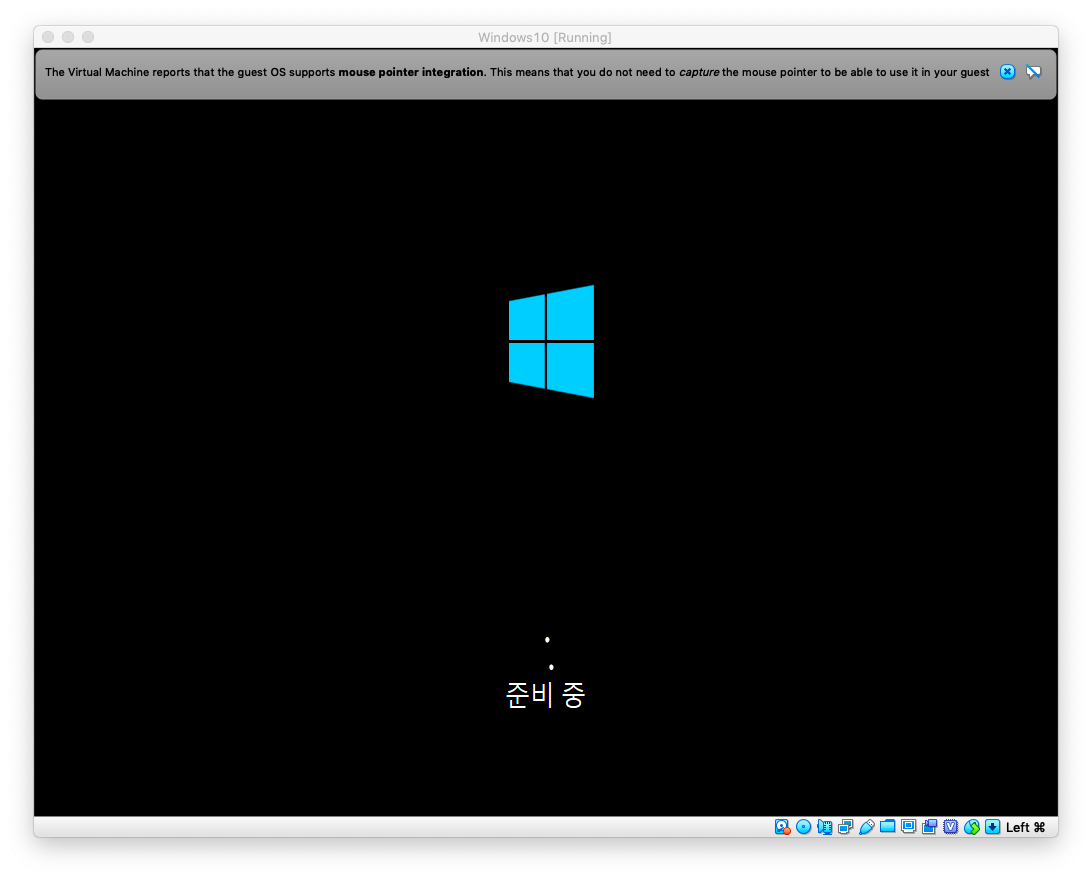 Windows10 [Running]
The Virtual Machine reports that the guest OS supports mouse pointer integration. This means that you do not need to capture the mouse pointer to be able to use it in your guest
준비 중
Left ⌘